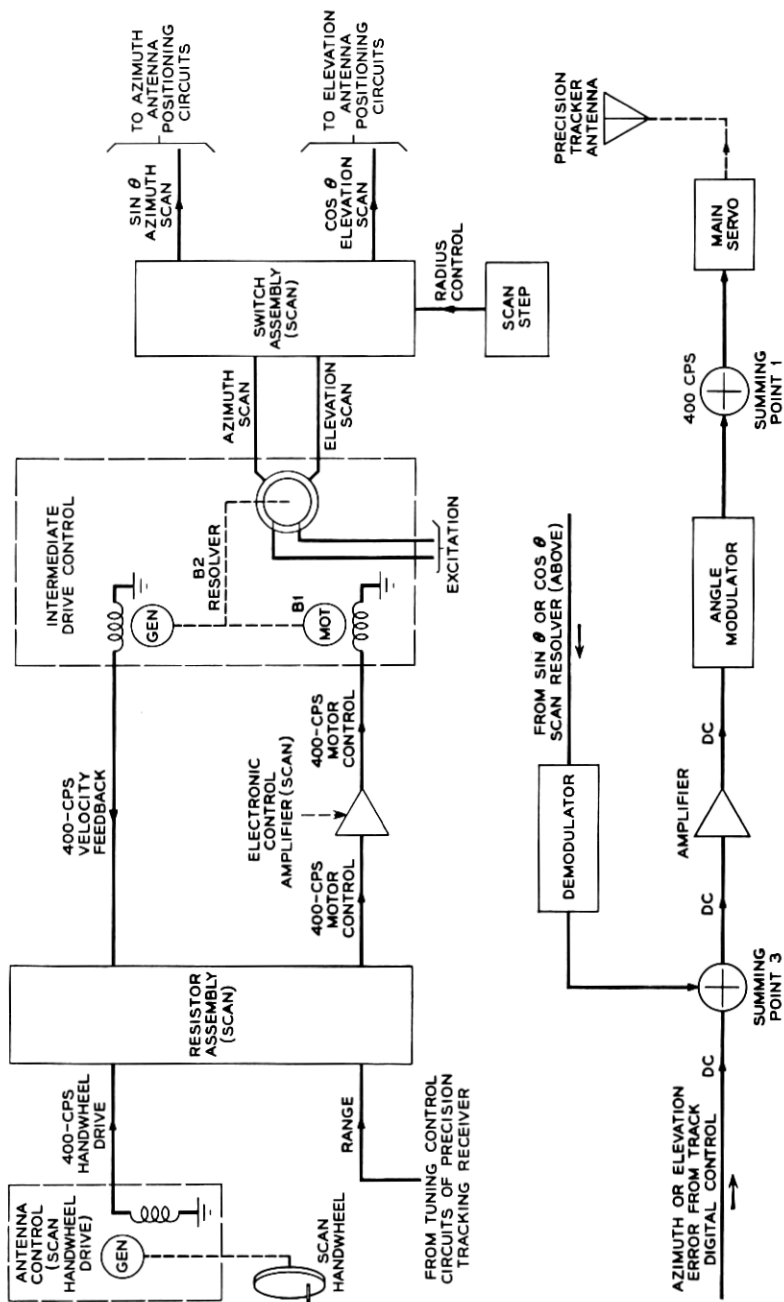 ANTENNA
CONTROL
(SCAN
HANDWHEEL
DRIVE)
GEN
SCAN
HANDWHEEL
400-CPS
HANDWHEEL
DRIVE
RANGE
FROM TUNING CONTROL
CIRCUITS OF PRECISION
TRACKING RECEIVER
RESISTOR
ASSEMBLY
(SCAN)
400-CPS
VELOCITY
FEEDBACK
400-CPS
MOTOR
CONTROL
ELECTRONIC
CONTROL
AMPLIFIER (SCAN)
400-CPS
MOTOR
CONTROL
INTERMEDIATE
DRIVE CONTROL
GEN
B1
MOT
B2
RESOLVER
EXCITATION
AZIMUTH
SCAN
ELEVATION
SCAN
SWITCH
ASSEMBLY
(SCAN)
RADIUS
CONTROL
SCAN
STEP
SIN θ
AZIMUTH
SCAN
COS θ
ELEVATION
SCAN
TO AZIMUTH
ANTENNA
POSITIONING
CIRCUITS
TO ELEVATION
ANTENNA
POSITIONING
CIRCUITS
AZIMUTH OR ELEVATION
ERROR FROM TRACK
DIGITAL CONTROL
DC
SUMMING
POINT 3
DEMODULATOR
FROM SIN θ OR COS θ
SCAN RESOLVER (ABOVE)
DC
AMPLIFIER
DC
ANGLE
MODULATOR
400 CPS
SUMMING
POINT 1
MAIN
SERVO
PRECISION
TRACKER
ANTENNA